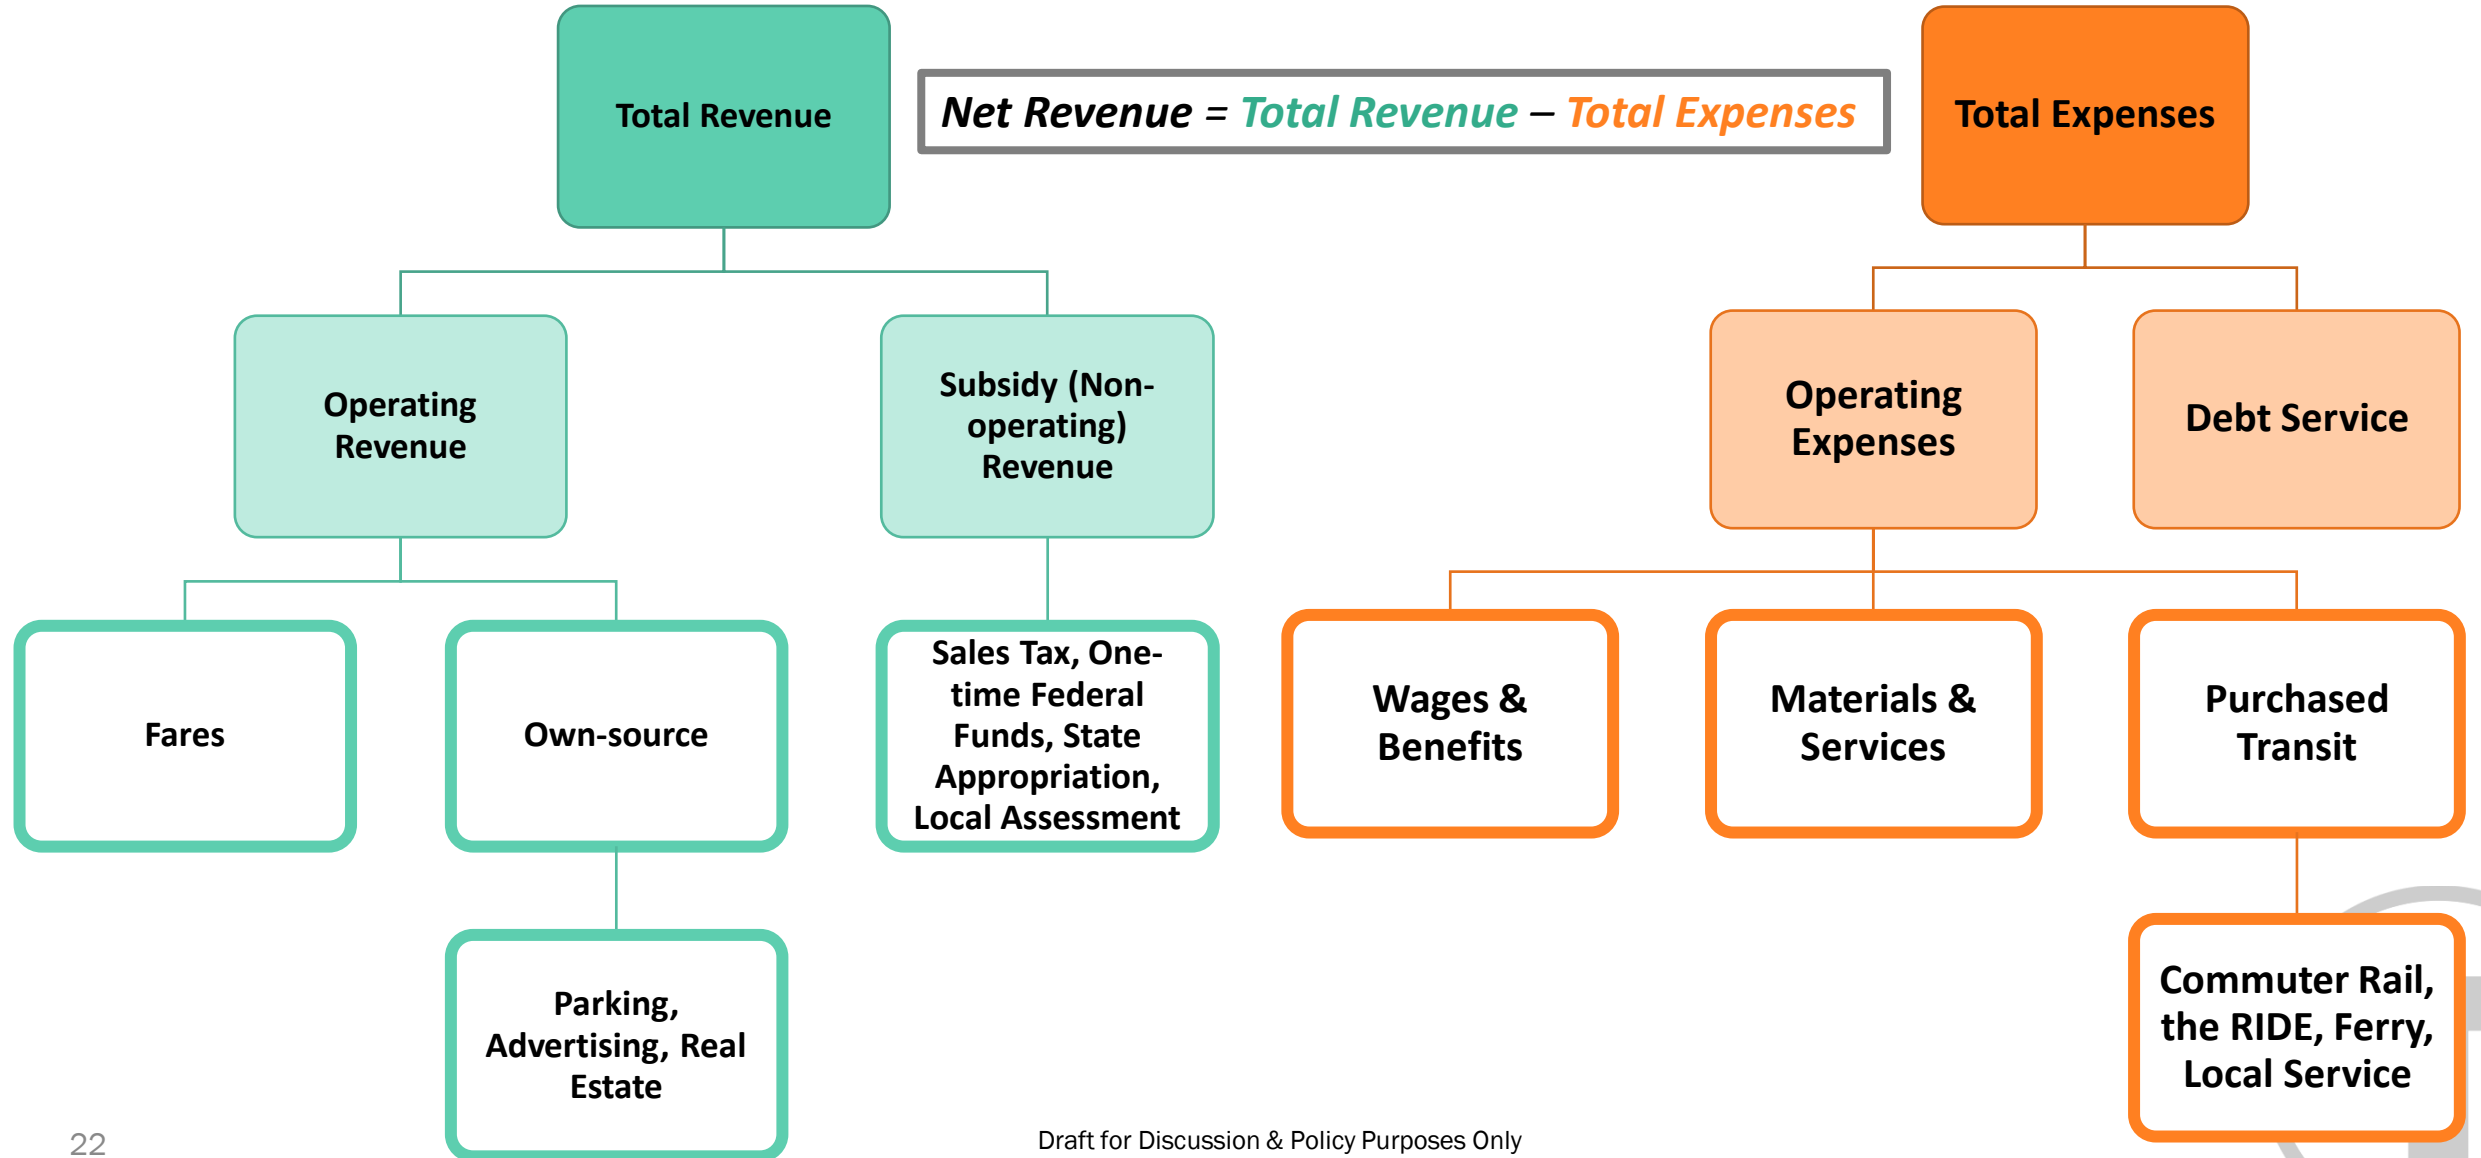 Total Revenue
Net Revenue = Total Revenue – Total Expenses
Total Expenses
Operating
Revenue
Subsidy (Non-
operating)
Revenue
Operating
Expenses
Debt Service
Fares
Own-source
Sales Tax, One-
time Federal
Funds, State
Appropriation,
Local Assessment
Wages &
Benefits
Materials &
Services
Purchased
Transit
Parking,
Advertising, Real
Estate
Commuter Rail,
the RIDE, Ferry,
Local Service
22
Draft for Discussion & Policy Purposes Only